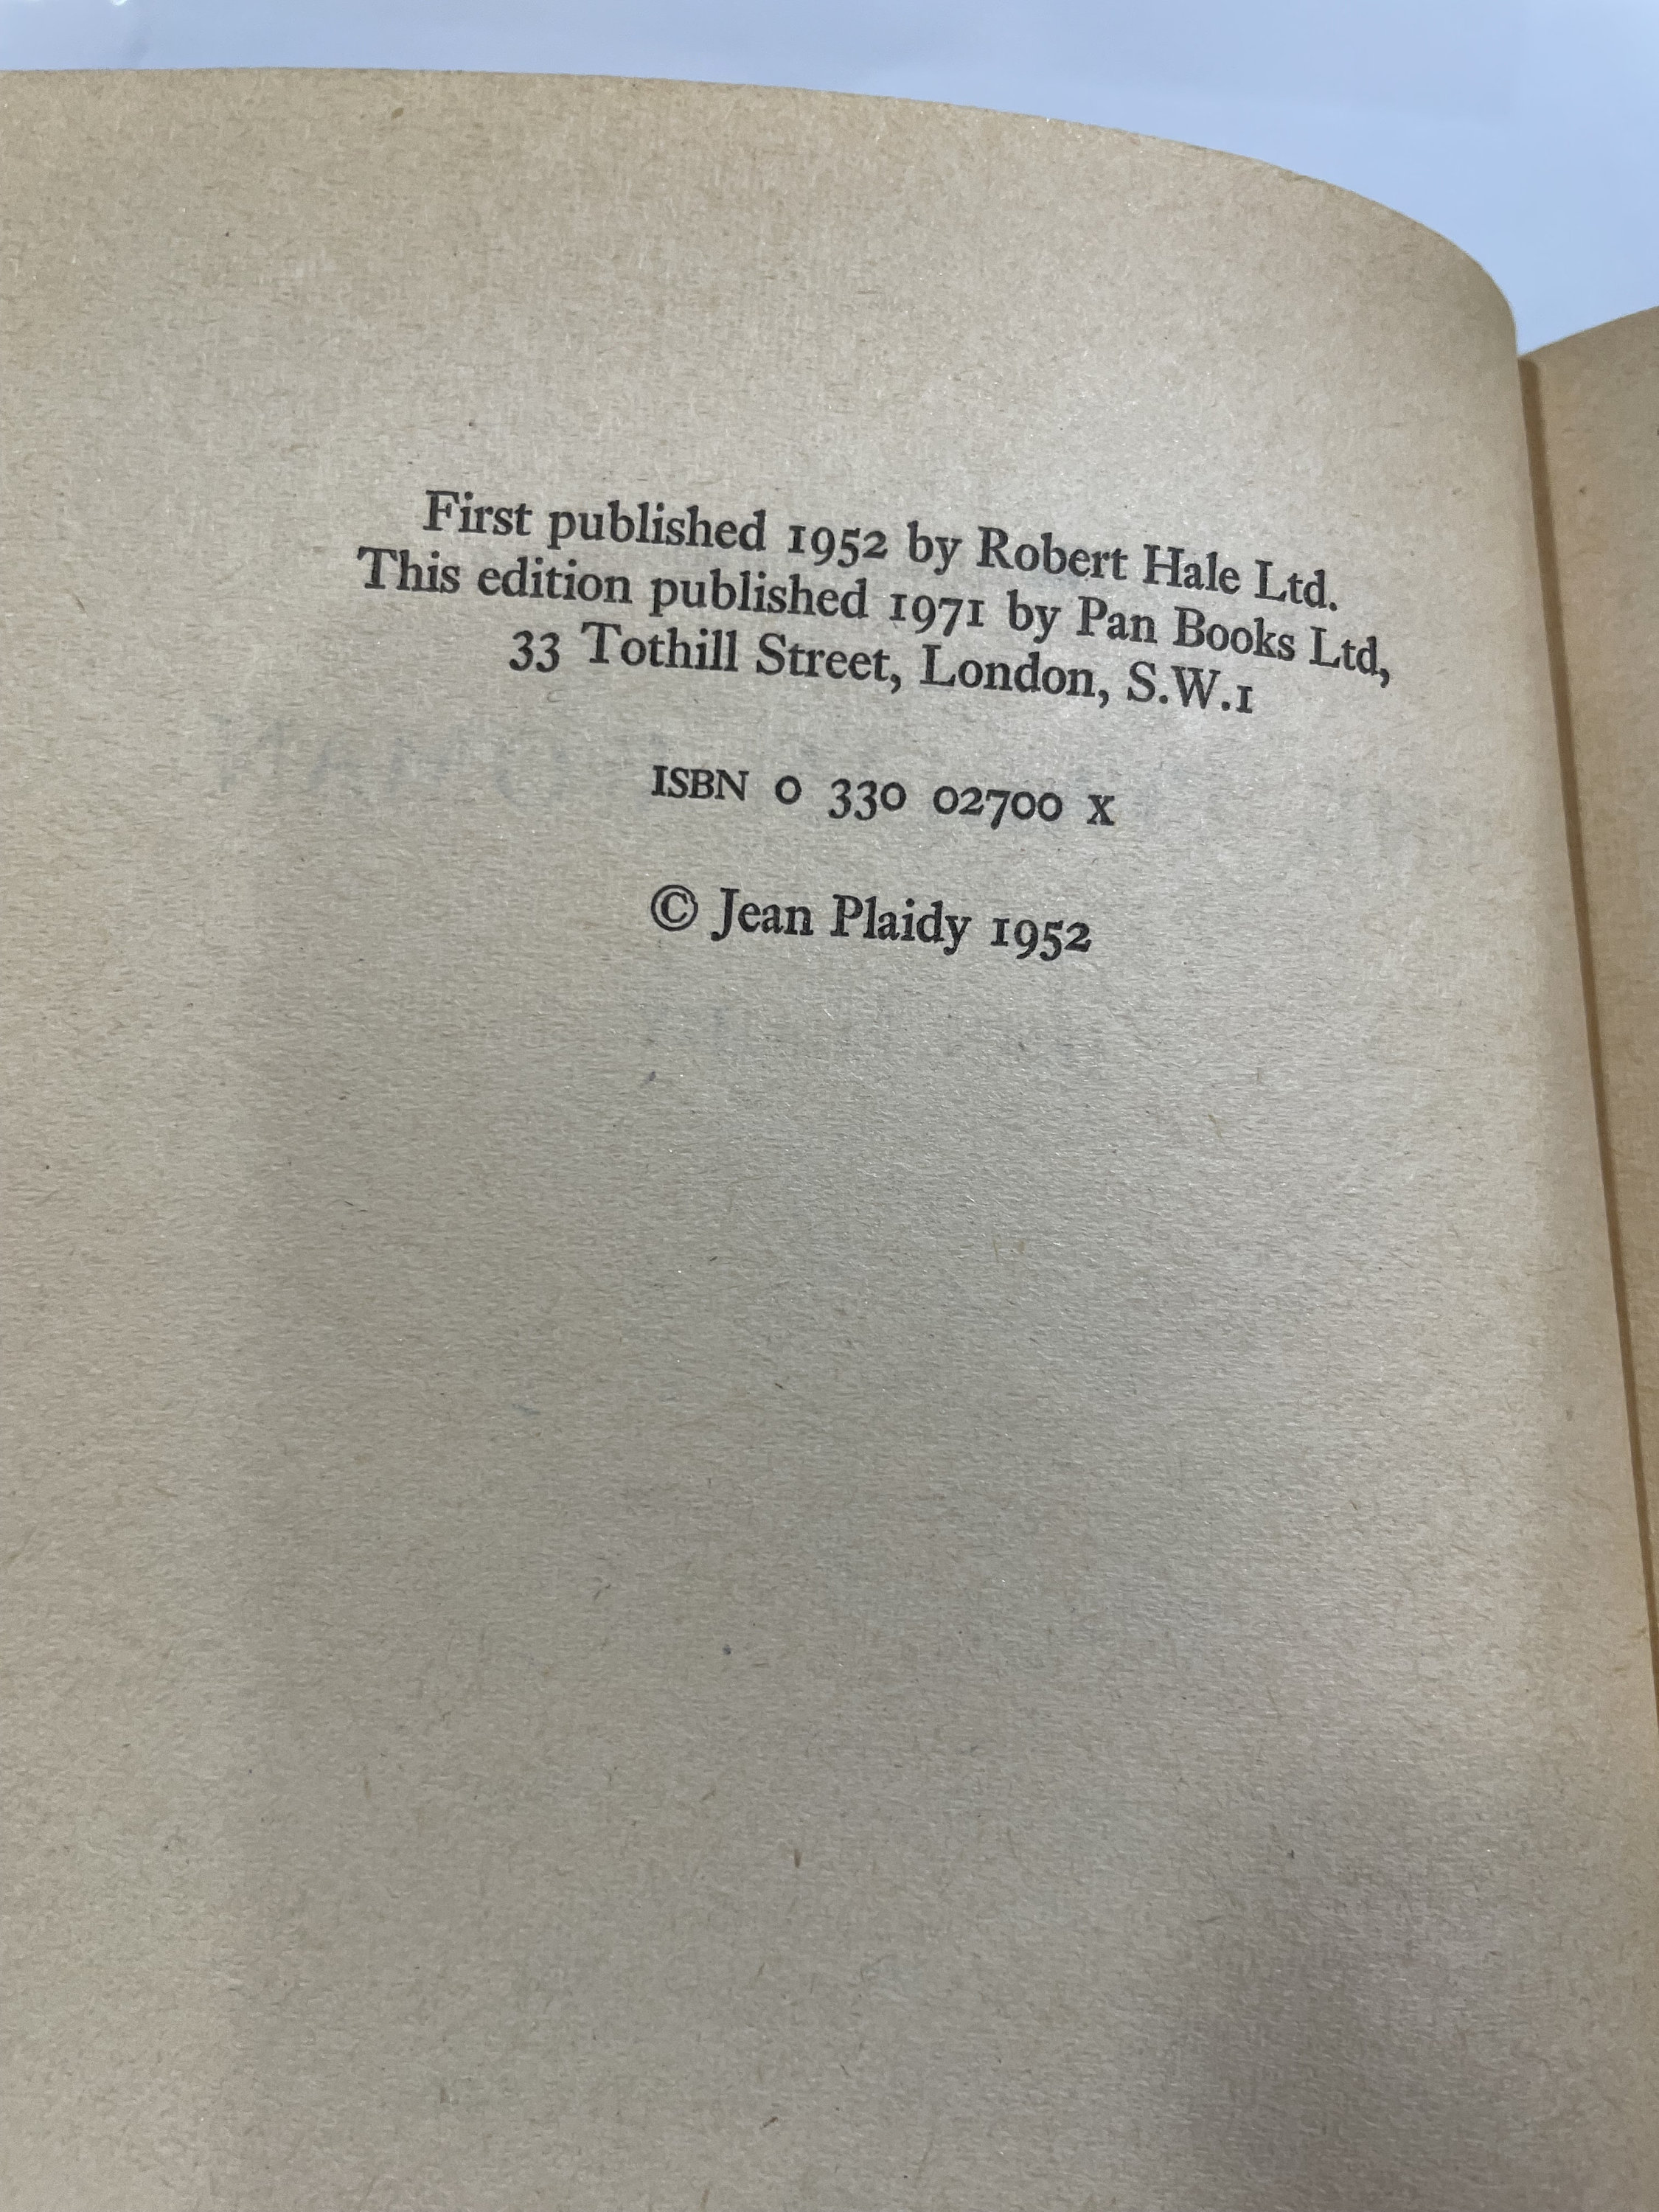 First published 1952 by Robert Hale Ltd.
This edition published 1971 by Pan Books Ltd,
33 Tothill Street, London, S.W.1
ISBN 0 330 02700 X
© Jean Plaidy 1952